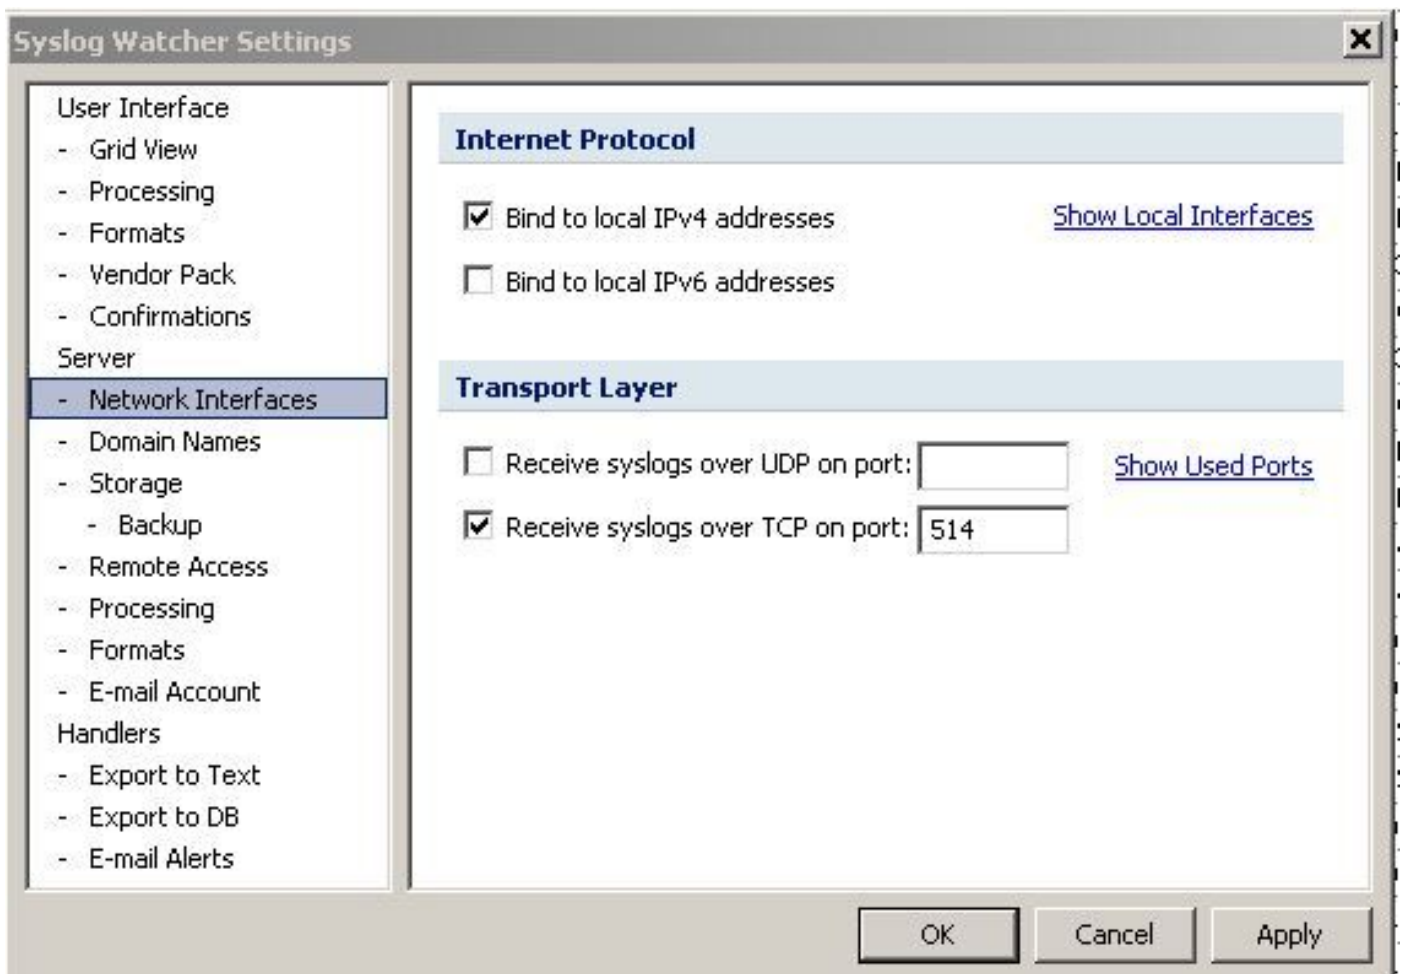 Syslog Watcher Settings
User Interface
- Grid View
- Processing
- Formats
- Vendor Pack
- Confirmations
Server
- Network Interfaces
- Domain Names
- Storage
- Backup
- Remote Access
- Processing
- Formats
- E-mail Account
Handlers
- Export to Text
- Export to DB
- E-mail Alerts
Internet Protocol
Bind to local IPv4 addresses Show Local Interfaces
Bind to local IPv6 addresses
Transport Layer
Receive syslogs over UDP on port: Show Used Ports
Receive syslogs over TCP on port: 514
OK Cancel Apply